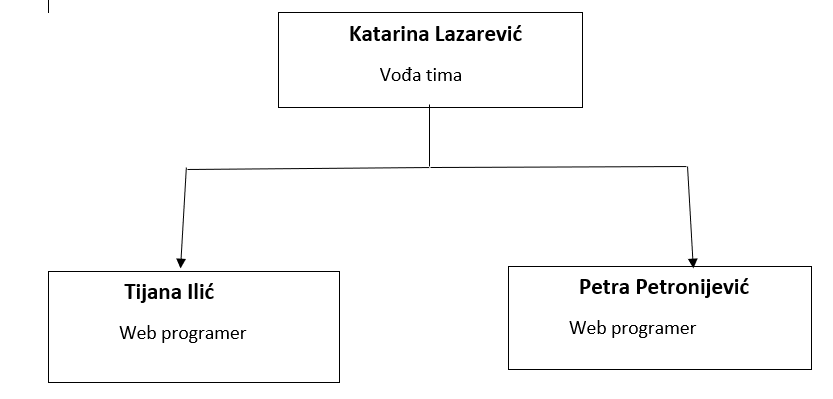 Katarina Lazarević
Vođa tima
Tijana Ilić
Web programer
Petra Petronijević
Web programer